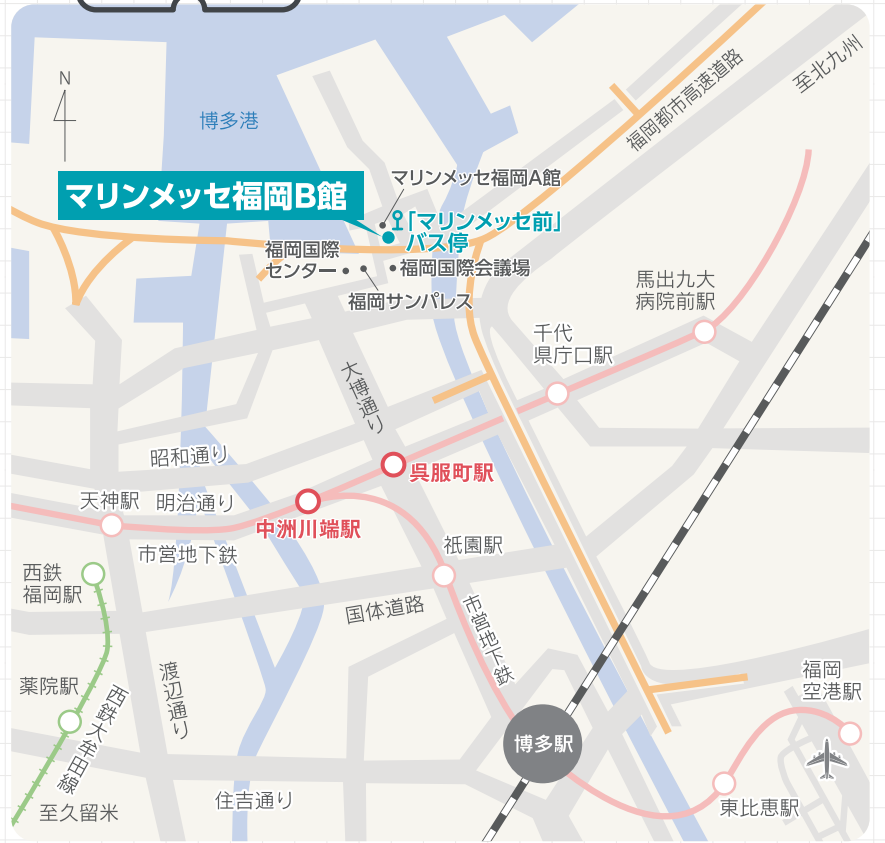 N
博多港
福岡都市高速道路
至北九州
マリンメッセ福岡A館
マリンメッセ福岡B館
「マリンメッセ前」
バス停
福岡国際
センター
福岡国際会議場
福岡サンパレス
馬出九大
病院前駅
千代
県庁口駅
大博通り
昭和通り
呉服町駅
天神駅
明治通り
中洲川端駅
市営地下鉄
祇園駅
西鉄
福岡駅
国体道路
市営地下鉄
渡辺通り
薬院駅
西鉄大牟田線
福岡
空港駅
博多駅
住吉通り
至久留米
東比恵駅